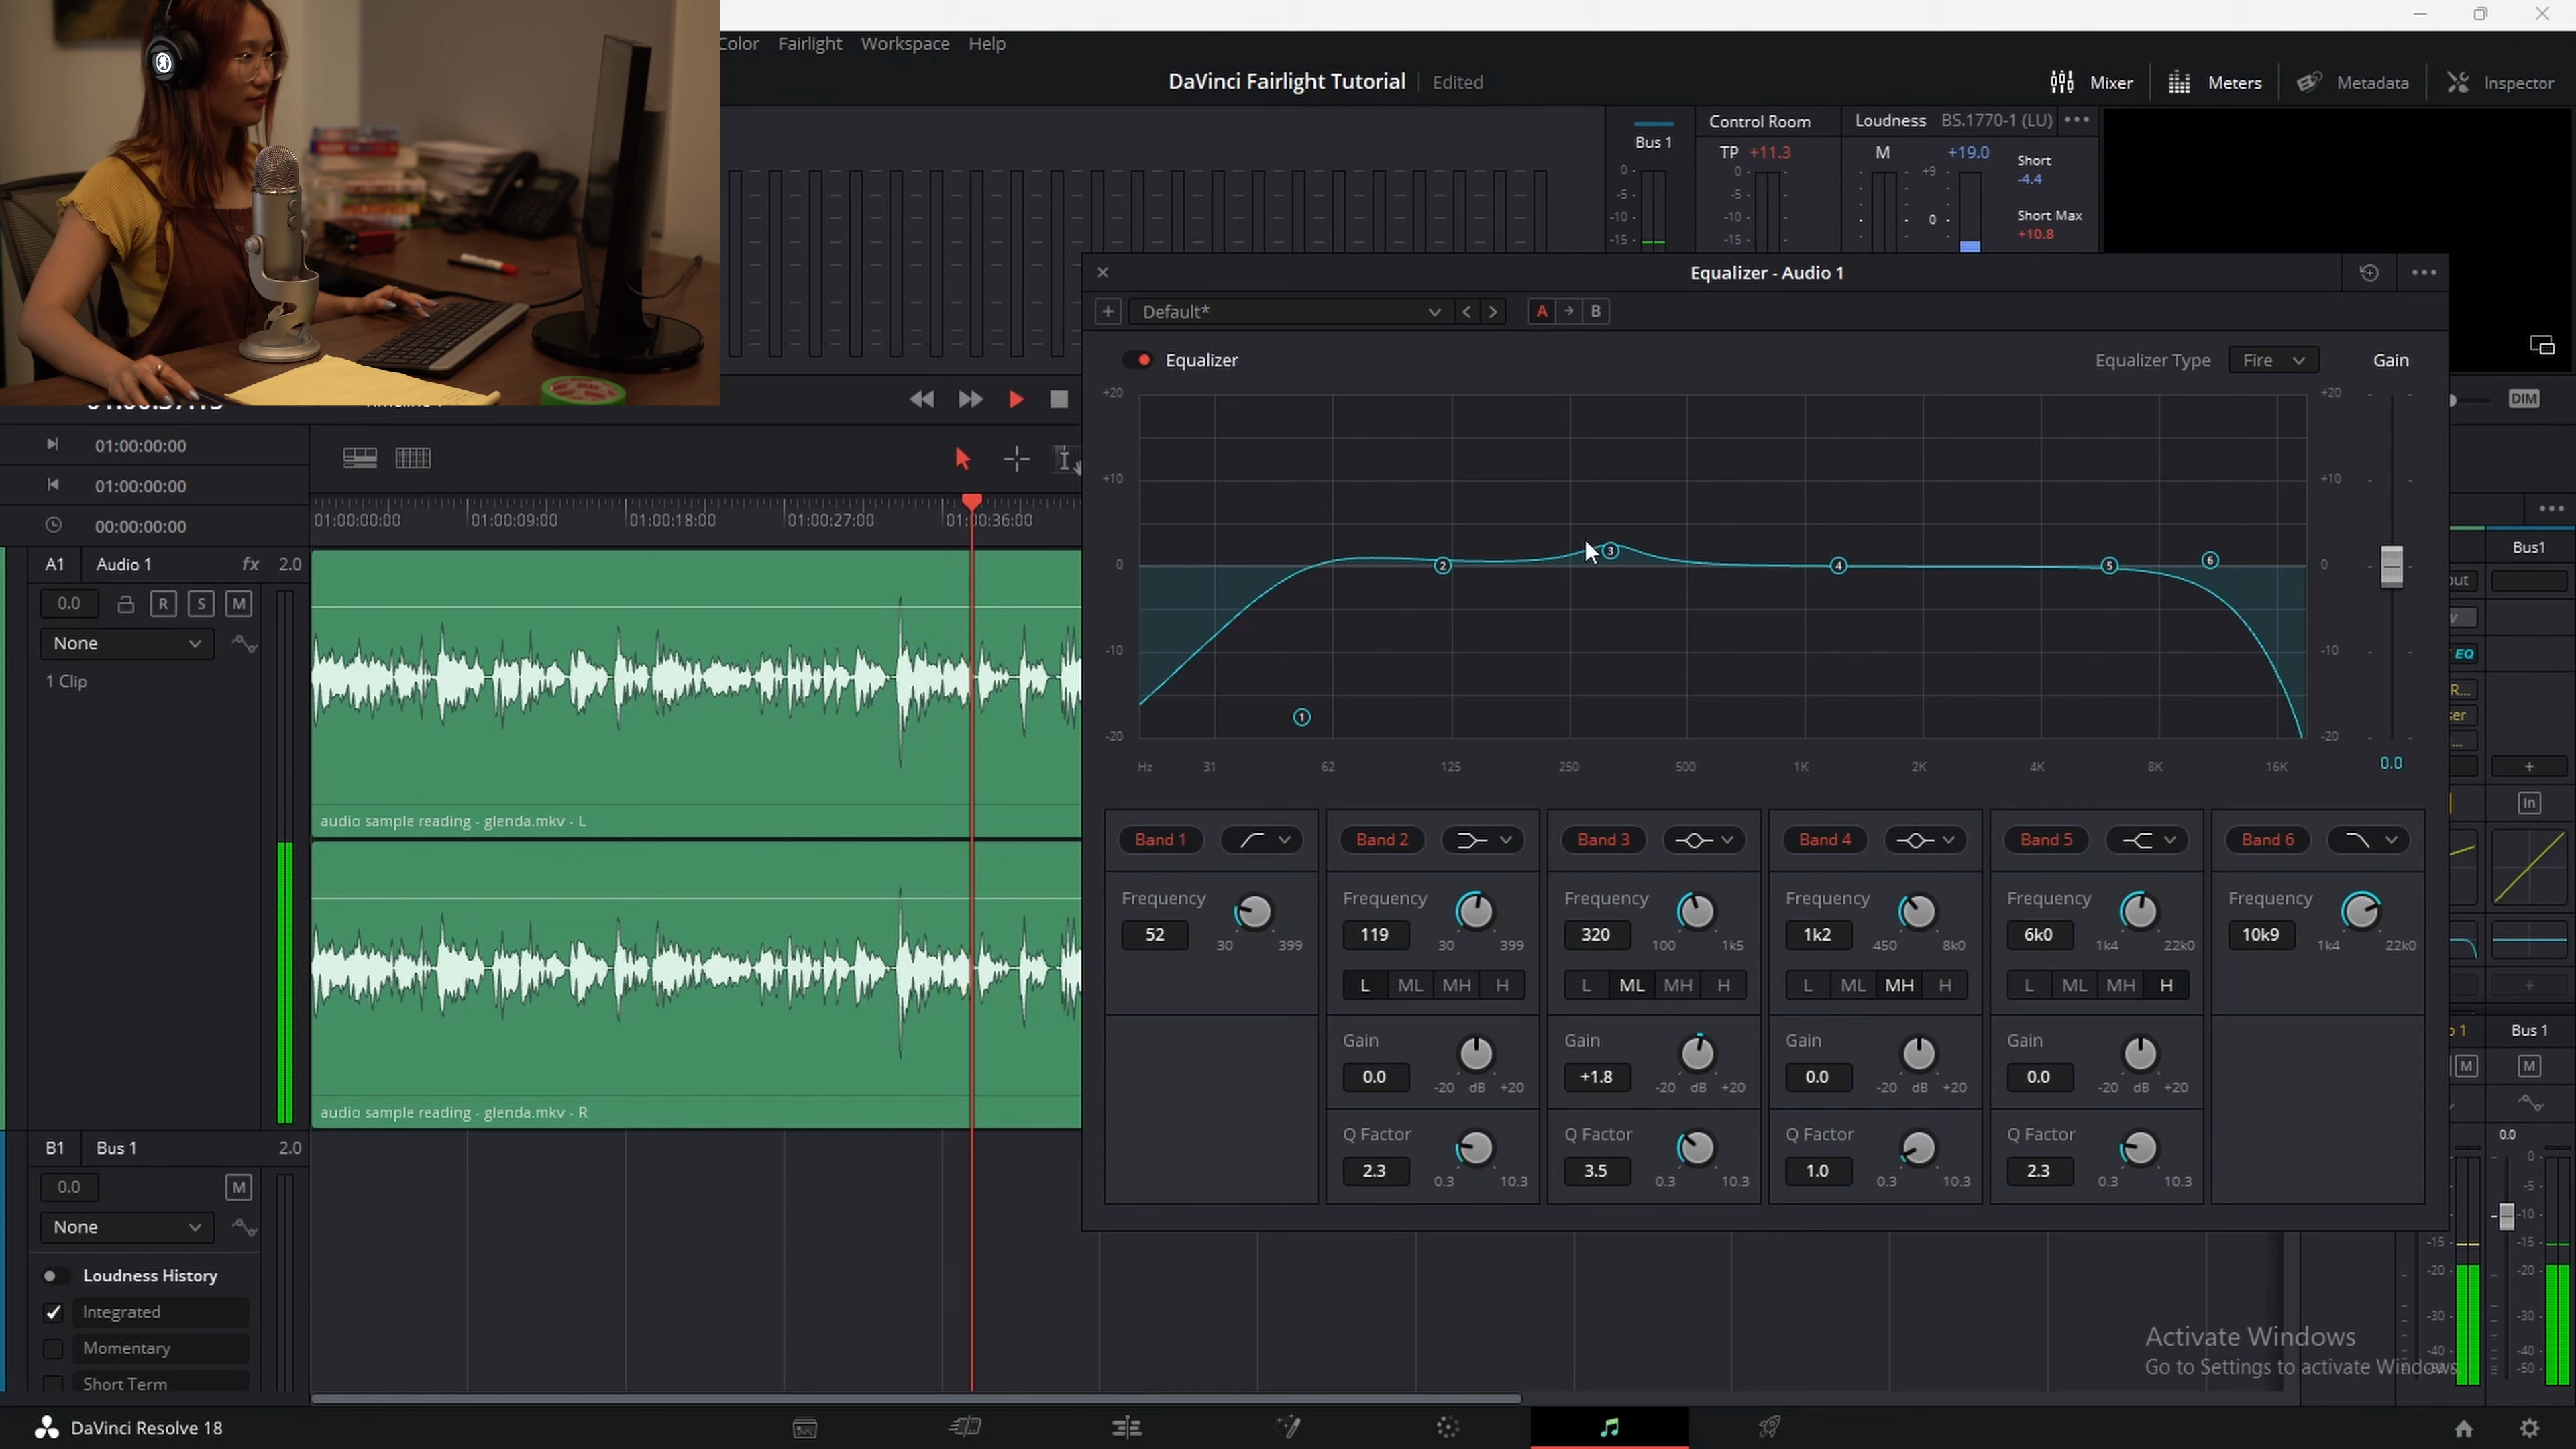 Color Fairlight Workspace Help
DaVinci Fairlight Tutorial Edited
Mixer Meters Metadata Inspector
Bus 1
0
-5
-10
-15
Control Room
TP +11.3
0
-5
-10
-15
Loudness BS.1770-1 (LU)
M +19.0
+9
0
Short
-4.4
Short Max
+10.8
Equalizer - Audio 1
Default* A B
Equalizer Equalizer Type Fire Gain
DIM
+20 +20
+10 +10
0 0
-10 -10
-20 -20
1 2 3 4 5 6
Hz 31 62 125 250 500 1K 2K 4K 8K 16K 0.0
01:00:00:00
01:00:00:00
00:00:00:00
01:00:00:00 01:00:09:00 01:00:18:00 01:00:27:00 01:00:36:00
A1 Audio 1 fx 2.0
0.0 R S M
None
1 Clip
audio sample reading - glenda.mkv - L
audio sample reading - glenda.mkv - R
Band 1 Band 2 Band 3 Band 4 Band 5 Band 6
Frequency Frequency Frequency Frequency Frequency Frequency
52 119 320 1k2 6k0 10k9
30 399 30 399 100 1k5 450 8k0 1k4 22k0 1k4 22k0
L ML MH H L ML MH H L ML MH H L ML MH H
Gain Gain Gain Gain
0.0 +1.8 0.0 0.0
-20 dB +20 -20 dB +20 -20 dB +20 -20 dB +20
Q Factor Q Factor Q Factor Q Factor
2.3 3.5 1.0 2.3
0.3 10.3 0.3 10.3 0.3 10.3 0.3 10.3
Bus1
EQ
In
Bus 1
M M
0.0
0
-5
-10
-15 -15
-20 -20
-30 -30
-40 -40
-50
B1 Bus 1 2.0
0.0 M
None
Loudness History
Integrated
Momentary
Short Term
Activate Windows
Go to Settings to activate Windows.
DaVinci Resolve 18